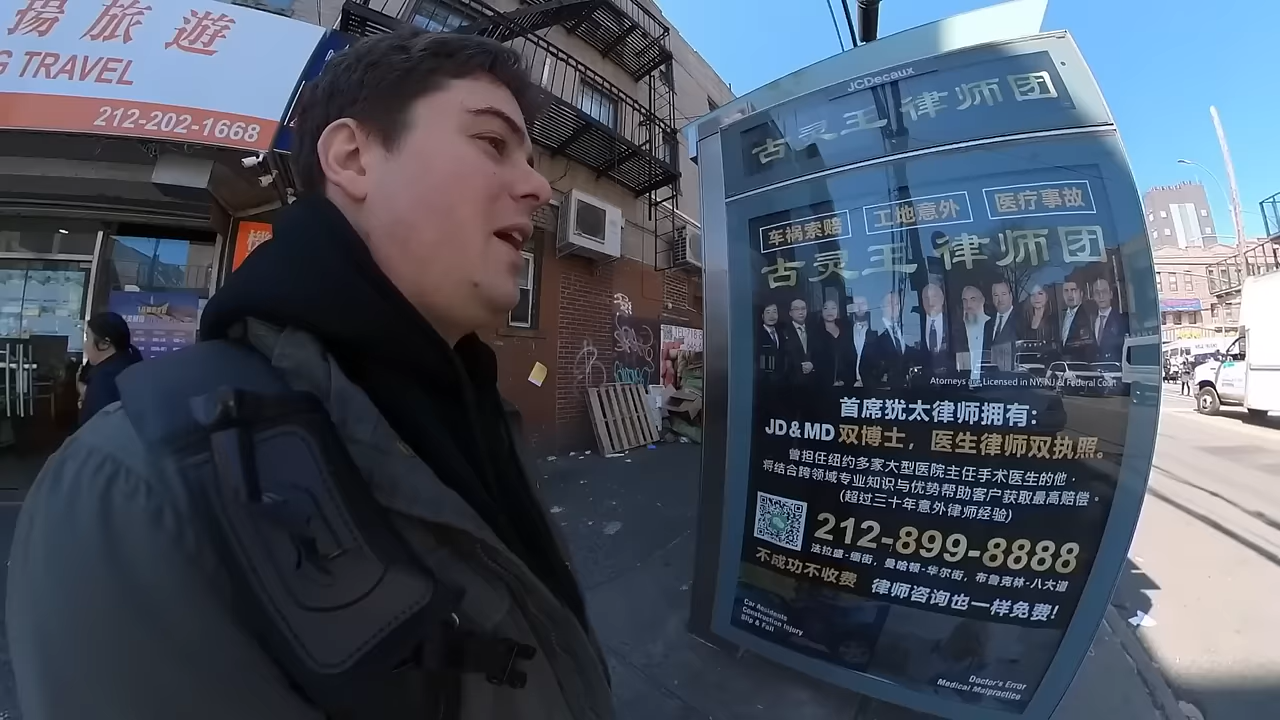 揚旅遊
G TRAVEL
212-202-1668
機
JCDecaux
古灵王律师团
车祸索赔 工地意外 医疗事故
古灵王律师团
Attorneys are Licensed in NY, NJ & Federal Court
首席犹太律师拥有:
JD&MD双博士，医生律师双执照。
曾担任纽约多家大型医院主任手术医生的他，
将结合跨领域专业知识与优势帮助客户获取最高赔偿。
(超过三十年意外律师经验)
212-899-8888
法拉盛-缅街，曼哈顿-华尔街，布鲁克林-八大道
不成功不收费 律师咨询也一样免费!
Car Accidents
Construction Injury
Slip & Fall
Doctor's Error
Medical Malpractice